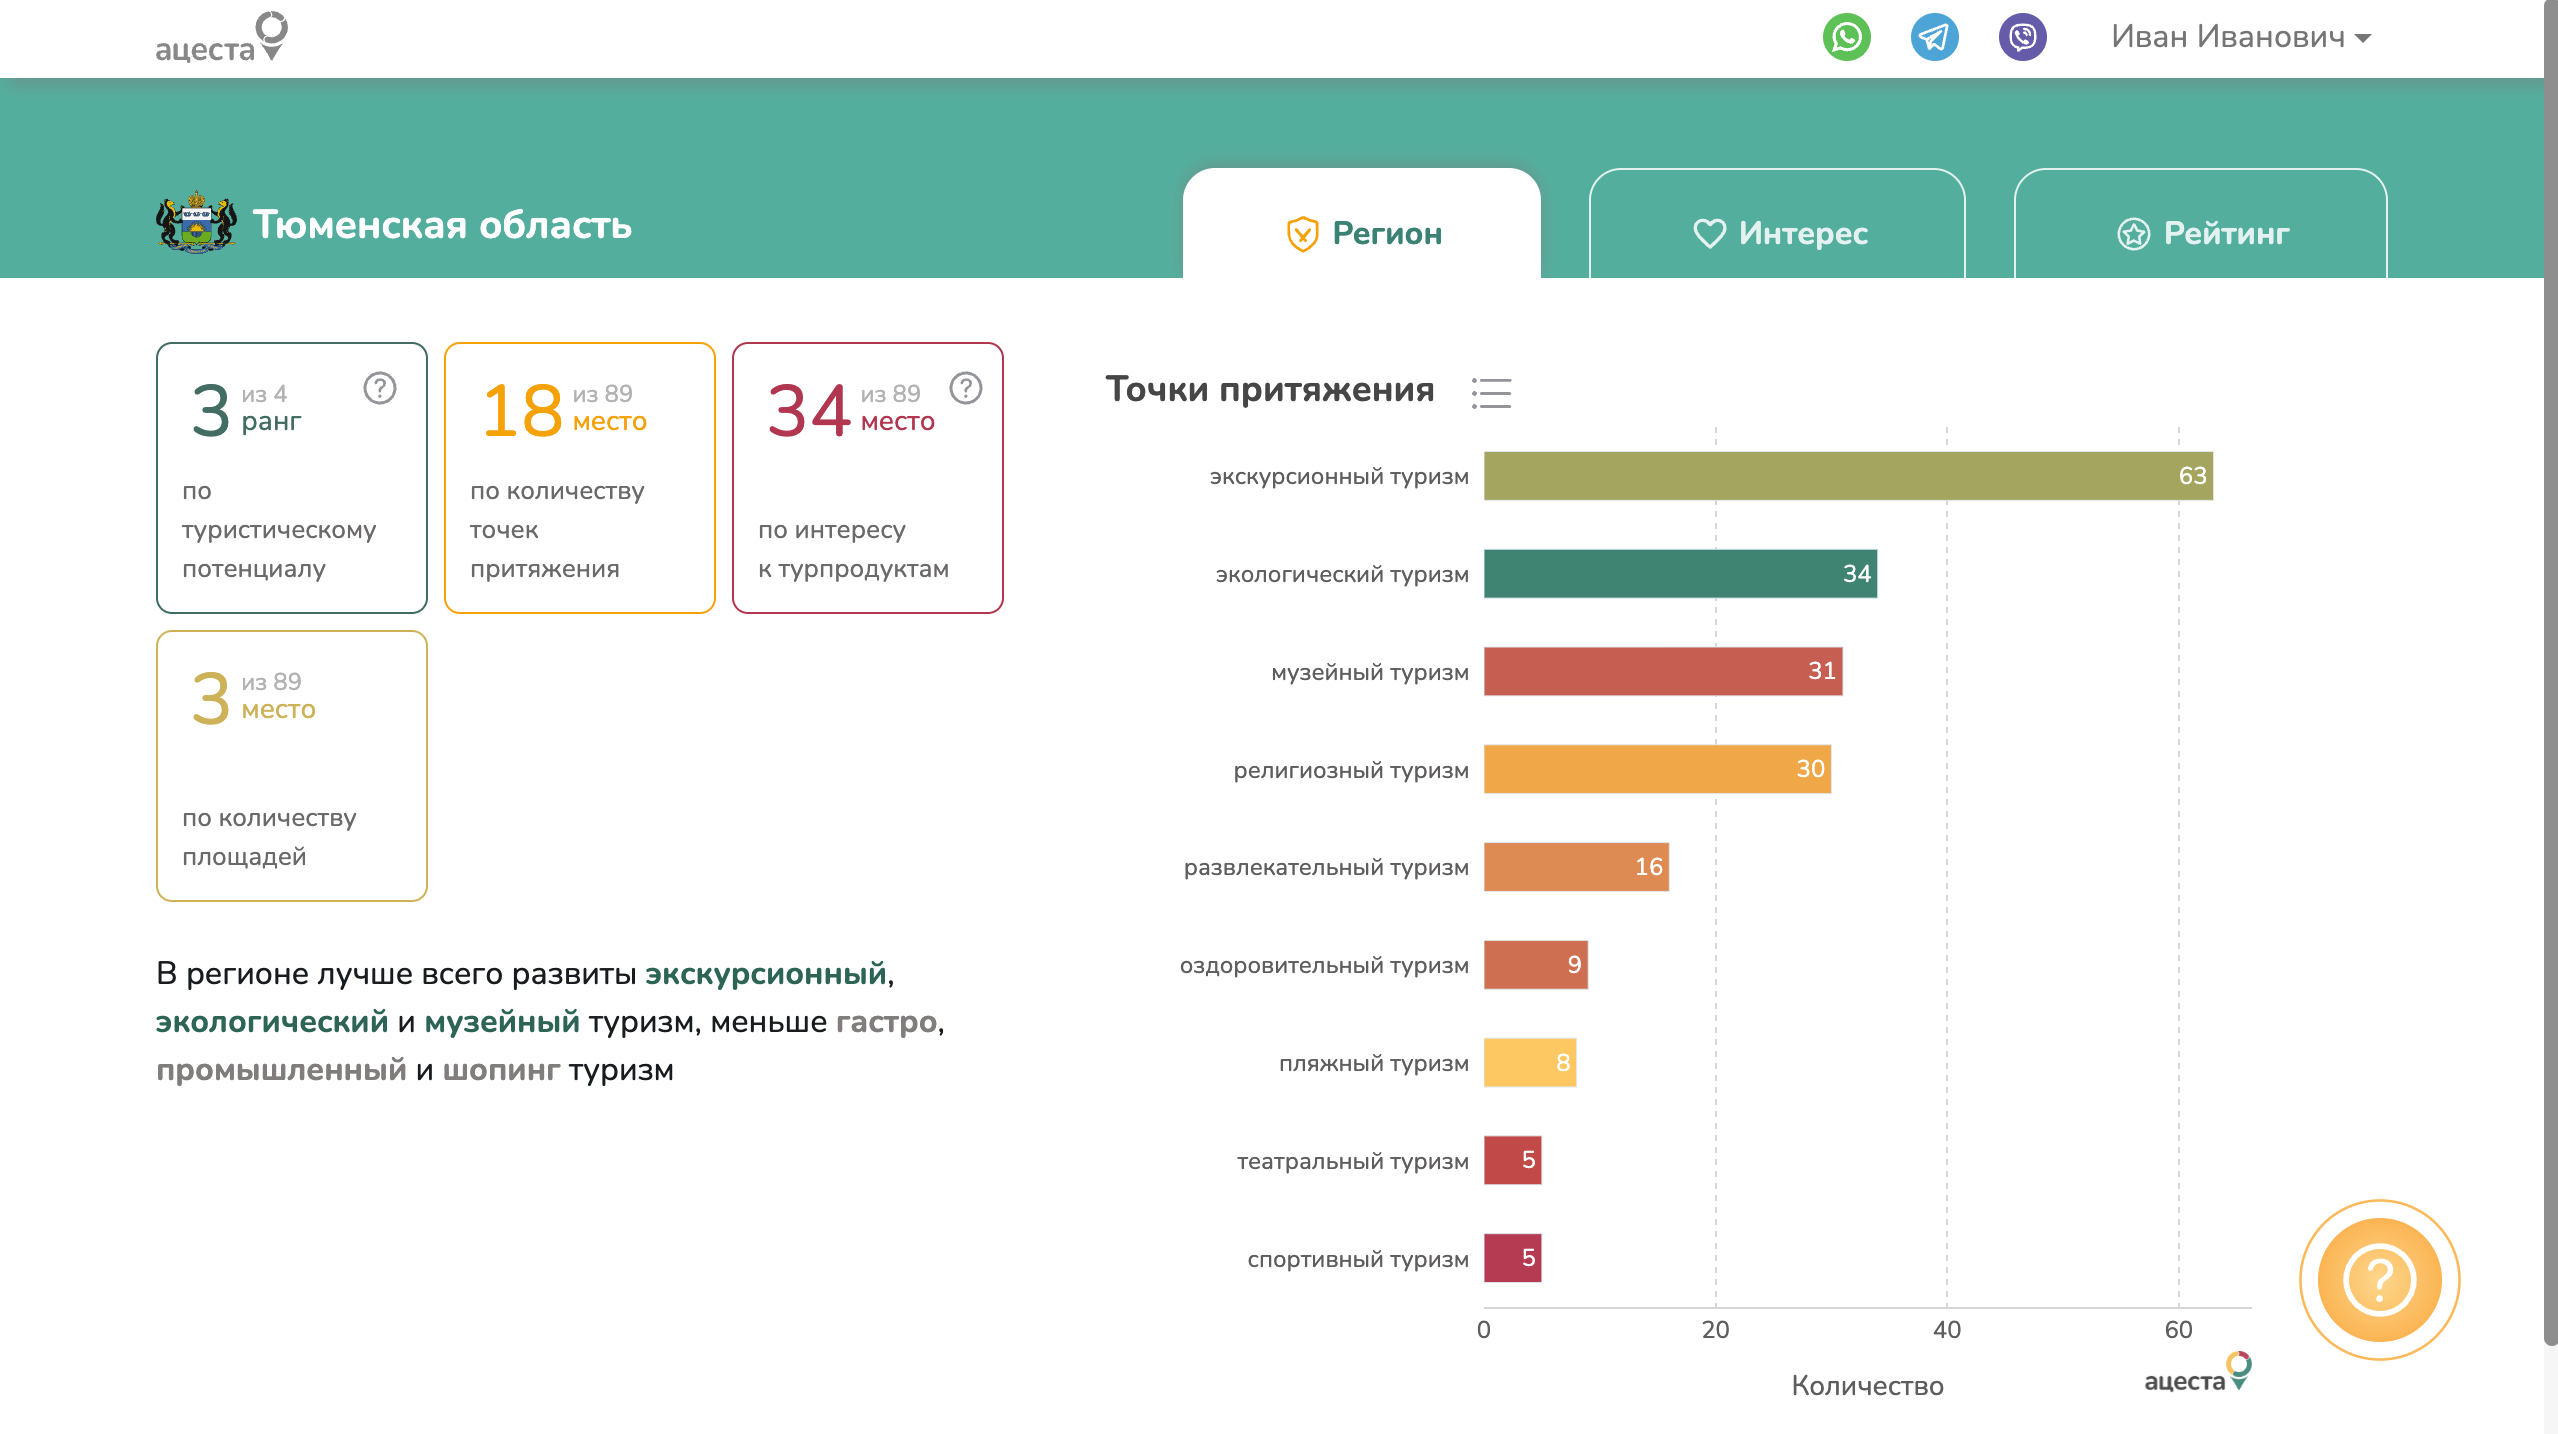 ацеста
Иван Иванович
Тюменская область
Регион
Интерес
Рейтинг
3 из 4 ранг
по
туристическому
потенциалу
18 из 89 место
по количеству
точек
притяжения
34 из 89 место
по интересу
к турпродуктам
3 из 89 место
по количеству
площадей
В регионе лучше всего развиты экскурсионный,
экологический и музейный туризм, меньше гастро,
промышленный и шопинг туризм
Точки притяжения
экскурсионный туризм 63
экологический туризм 34
музейный туризм 31
религиозный туризм 30
развлекательный туризм 16
оздоровительный туризм 9
пляжный туризм 8
театральный туризм 5
спортивный туризм 5
0 20 40 60
Количество
ацеста